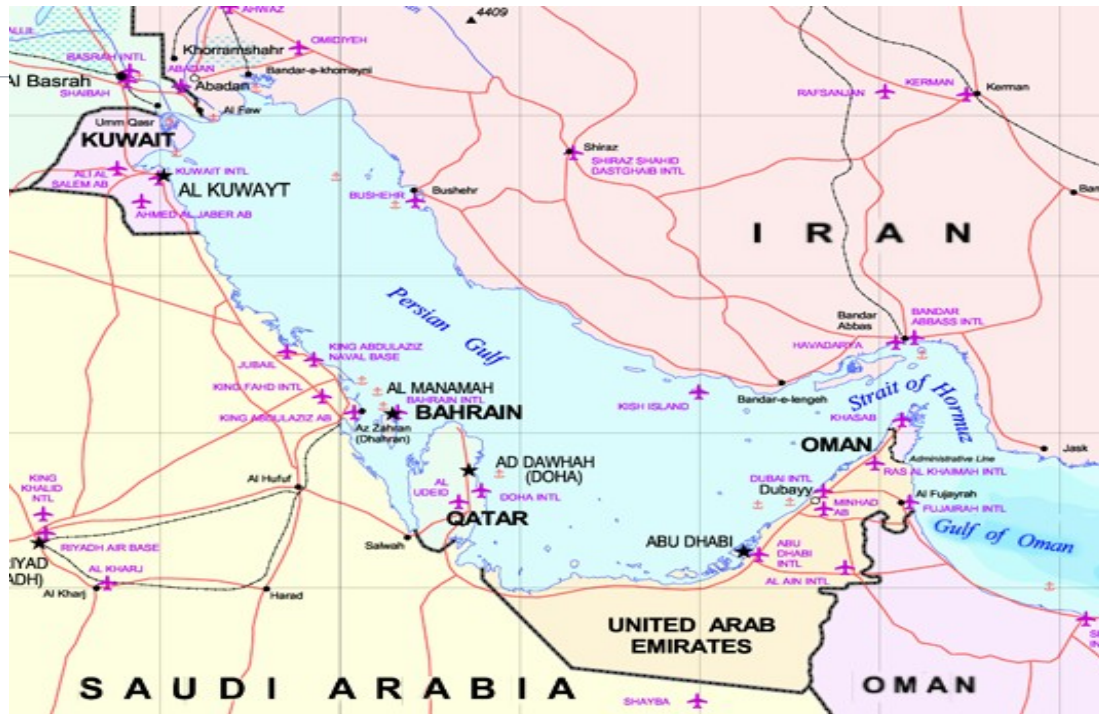 AHWAZ
4409
Khorramshahr
OMIDIYEH
BASRAH INTL
ABADAN
Bandar-e-khomeyni
Al Basrah
SHAIBAH
Abadan
KERMAN
RAFSANJAN
Kerman
Al Faw
Umm Qasr
KUWAIT
Shiraz
SHIRAZ SHAHID
DASTGHAIB INTL
ALI AL
SALEM AB
KUWAIT INTL
AL KUWAYT
BUSHEHR
Bushehr
AHMED AL JABER AB
IRAN
Persian Gulf
Bandar
Abbas
BANDAR
ABBASS INTL
HAVADARYA
JUBAIL
KING ABDULAZIZ
NAVAL BASE
KING FAHD INTL
AL MANAMAH
BAHRAIN INTL
BAHRAIN
KING ABDULAZIZ AB
Az Zahran
(Dhahran)
KISH ISLAND
Bandar-e-lengeh
Strait of Hormuz
KHASAB
OMAN
Administrative Line
Jask
RAS AL KHAIMAH INTL
AD DAWHAH
(DOHA)
AL
UDEID
DOHA INTL
QATAR
Al Hufuf
KING
KHALID
NTL
DUBAI INTL
Dubayy
MINHAD
AB
Al Fujayrah
FUJAIRAH INTL
Gulf of Oman
RIYADH AIR BASE
RIYAD
ADH)
AL KHARJ
Al Kharj
Harad
Salwah
ABU DHABI
ABU
DHABI
INTL
AL AIN INTL
UNITED ARAB
EMIRATES
SAUDI ARABIA
SHAYBA
OMAN